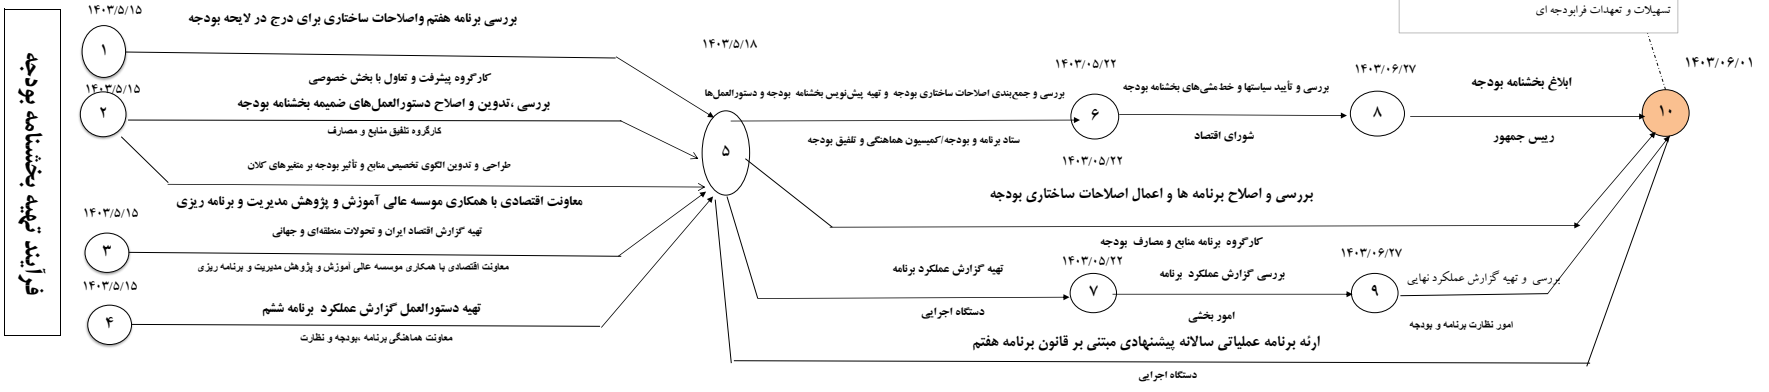 فرآیند تهیه بخشنامه بودجه
۱۴۰۳/۵/۱۵
۱
بررسی برنامه هفتم واصلاحات ساختاری برای درج در لایحه بودجه
کارگروه پیشرفت و تعاول با بخش خصوصی
۱۴۰۳/۵/۱۵
۲
بررسی ،تدوین و اصلاح دستورالعمل‌های ضمیمه بخشنامه بودجه
کارگروه تلفیق منابع و مصارف
طراحی و تدوین الگوی تخصیص منابع و تأثیر بودجه بر متغیرهای کلان
معاونت اقتصادی با همکاری موسسه عالی آموزش و پژوهش مدیریت و برنامه ریزی
۱۴۰۳/۵/۱۵
۳
تهیه گزارش اقتصاد ایران و تحولات منطقه‌ای و جهانی
معاونت اقتصادی با همکاری موسسه عالی آموزش و پژوهش مدیریت و برنامه ریزی
۱۴۰۳/۵/۱۵
۴
تهیه دستورالعمل گزارش عملکرد برنامه ششم
معاونت هماهنگی برنامه ،بودجه و نظارت
۱۴۰۳/۵/۱۸
۵
بررسی و جمع‌بندی اصلاحات ساختاری بودجه و تهیه پیش‌نویس بخشنامه بودجه و دستورالعمل‌ها
ستاد برنامه و بودجه/کمیسیون هماهنگی و تلفیق بودجه
۱۴۰۳/۰۵/۲۲
۶
۱۴۰۳/۰۵/۲۲
بررسی و تأیید سیاستها و خط مشی‌های بخشنامه بودجه
شورای اقتصاد
۱۴۰۳/۰۶/۲۷
۸
ابلاغ بخشنامه بودجه
رییس جمهور
تسهیلات و تعهدات فرابودجه ای
۱۴۰۳/۰۶/۰۱
۱۰
بررسی و اصلاح برنامه ها و اعمال اصلاحات ساختاری بودجه
کارگروه برنامه منابع و مصارف بودجه
تهیه گزارش عملکرد برنامه
دستگاه اجرایی
۱۴۰۳/۰۵/۲۲
۷
بررسی گزارش عملکرد برنامه
امور بخشی
۱۴۰۳/۰۶/۲۷
۹
بررسی و تهیه گزارش عملکرد نهایی
امور نظارت برنامه و بودجه
ارئه برنامه عملیاتی سالانه پیشنهادی مبتنی بر قانون برنامه هفتم
دستگاه اجرایی